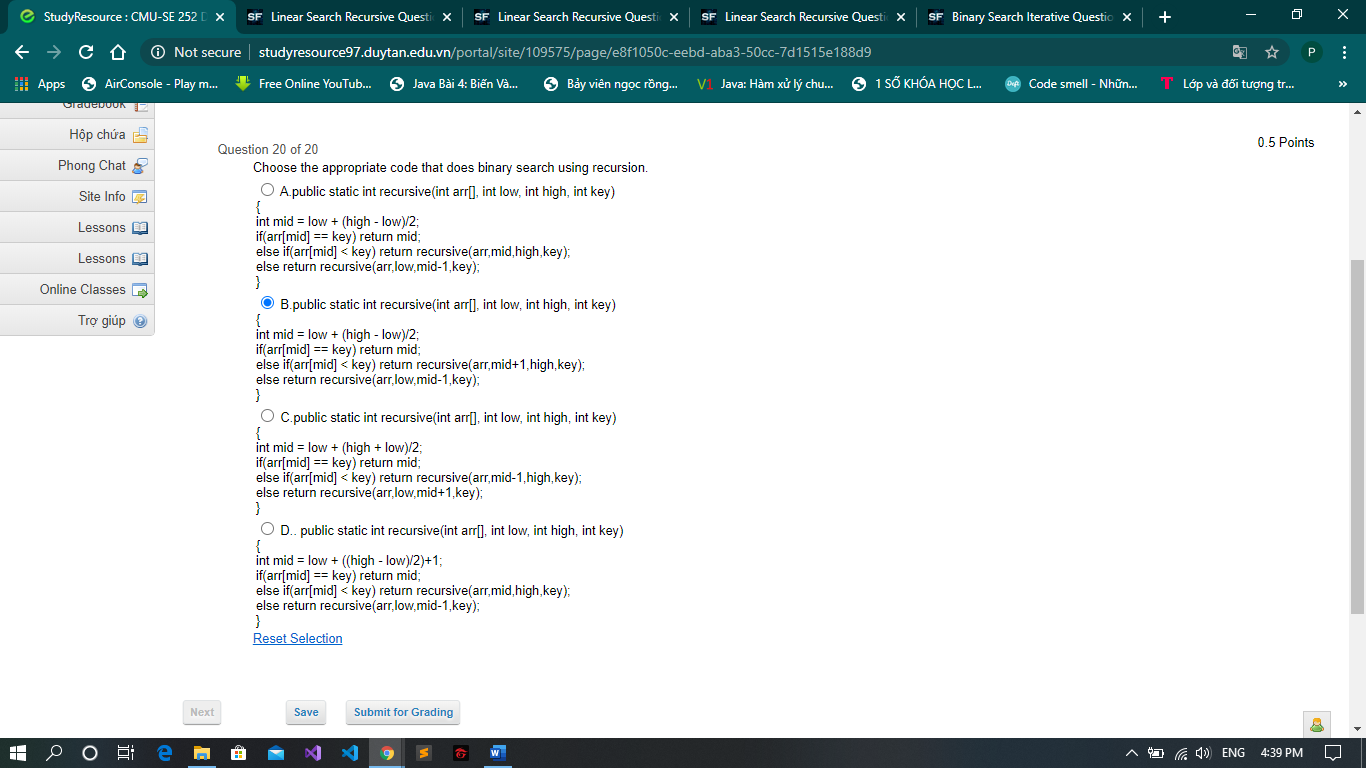 StudyResource : CMU-SE 252 D
Linear Search Recursive Questi
Linear Search Recursive Questi
Linear Search Recursive Questi
Binary Search Iterative Questio
Not secure | studyresource97.duytan.edu.vn/portal/site/109575/page/e8f1050c-eebd-aba3-50cc-7d1515e188d9
P
Apps
AirConsole - Play m...
Free Online YouTub...
Java Bài 4: Biến Và...
Bảy viên ngọc rồng...
V1 Java: Hàm xử lý chu...
1 SỐ KHÓA HỌC L...
Code smell - Nhữn...
T Lớp và đối tượng tr...
»
Gradebook
Hộp chứa
Phong Chat
Site Info
Lessons
Lessons
Online Classes
Trợ giúp
Question 20 of 20
0.5 Points
Choose the appropriate code that does binary search using recursion.
A.public static int recursive(int arr[], int low, int high, int key)
{
int mid = low + (high - low)/2;
if(arr[mid] == key) return mid;
else if(arr[mid] < key) return recursive(arr,mid,high,key);
else return recursive(arr,low,mid-1,key);
}
B.public static int recursive(int arr[], int low, int high, int key)
{
int mid = low + (high - low)/2;
if(arr[mid] == key) return mid;
else if(arr[mid] < key) return recursive(arr,mid+1,high,key);
else return recursive(arr,low,mid-1,key);
}
C.public static int recursive(int arr[], int low, int high, int key)
{
int mid = low + (high + low)/2;
if(arr[mid] == key) return mid;
else if(arr[mid] < key) return recursive(arr,mid-1,high,key);
else return recursive(arr,low,mid+1,key);
}
D.. public static int recursive(int arr[], int low, int high, int key)
{
int mid = low + ((high - low)/2)+1;
if(arr[mid] == key) return mid;
else if(arr[mid] < key) return recursive(arr,mid,high,key);
else return recursive(arr,low,mid-1,key);
}
Reset Selection
Next
Save
Submit for Grading
ENG
4:39 PM